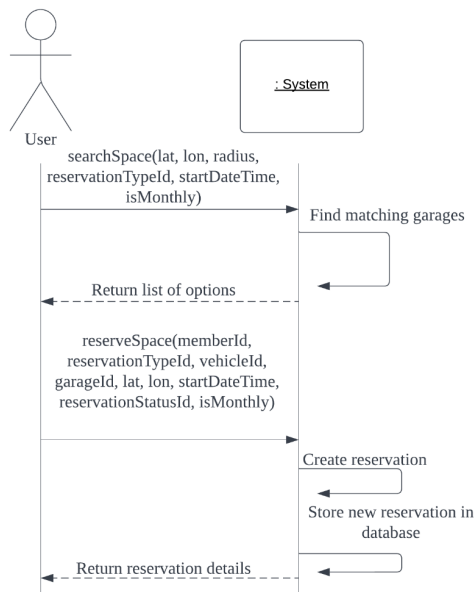 : System
User
searchSpace(lat, lon, radius,
reservationTypeId, startDateTime,
isMonthly)
Find matching garages
Return list of options
reserveSpace(memberId,
reservationTypeId, vehicleId,
garageId, lat, lon, startDateTime,
reservationStatusId, isMonthly)
Create reservation
Store new reservation in
database
Return reservation details